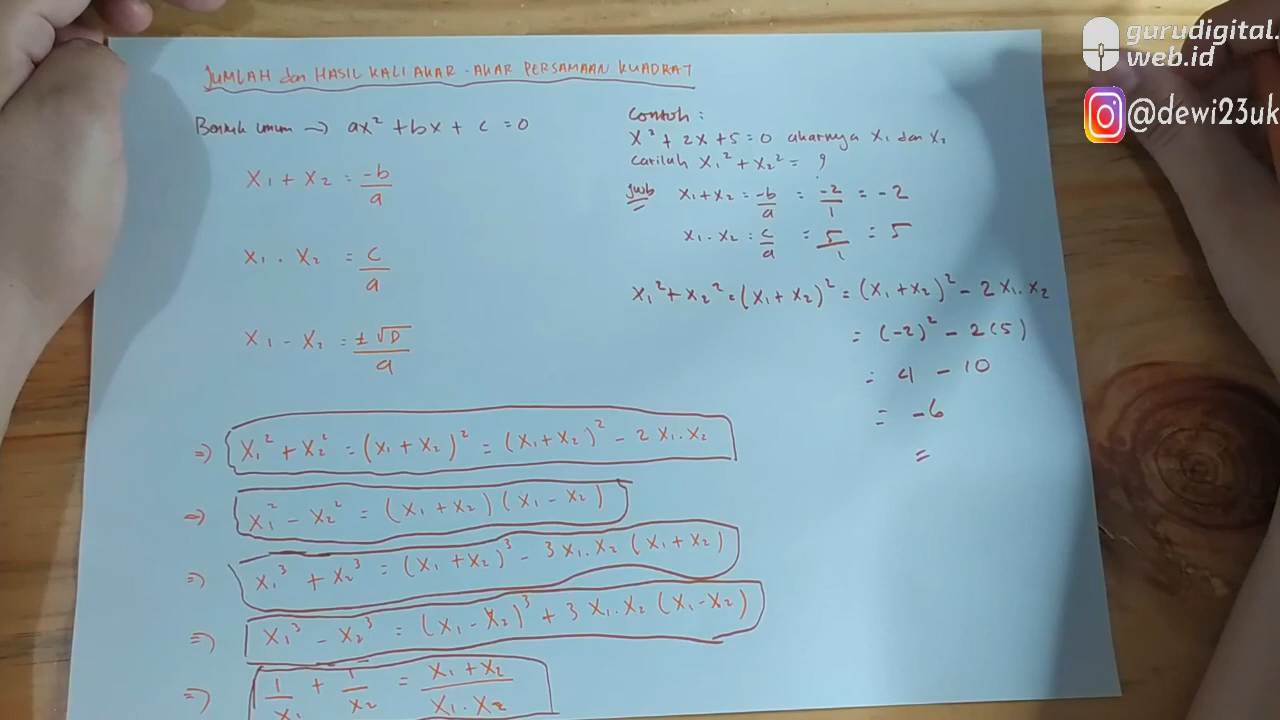 gurudigital.
web.id
@dewi23uk
JUMLAH dan HASIL KALI AKAR - AKAR PERSAMAAN KUADRAT
Bentuk umum → ax² + bx + c = 0
X₁ + X₂ = -b/a
X₁ . X₂ = c/a
X₁ - X₂ = ±√D/a
⇒ X₁² + X₂² = (X₁ + X₂)² = (X₁ + X₂)² - 2 X₁ . X₂
⇒ X₁² - X₂² = (X₁ + X₂) (X₁ - X₂)
⇒ X₁³ + X₂³ = (X₁ + X₂)³ - 3 X₁ . X₂ (X₁ + X₂)
⇒ X₁³ - X₂³ = (X₁ - X₂)³ + 3 X₁ . X₂ (X₁ - X₂)
⇒ 1/X₁ + 1/X₂ = X₁ + X₂/X₁ . X₂
Contoh :
X² + 2X + 5 = 0 akarnya X₁ dan X₂
Carilah X₁² + X₂² = ?
Jwb X₁ + X₂ = -b/a = -2/1 = -2
X₁ . X₂ = c/a = 5/1 = 5
X₁² + X₂² = (X₁ + X₂)² = (X₁ + X₂)² - 2 X₁ . X₂
= (-2)² - 2 (5)
= 4 - 10
= -6
=